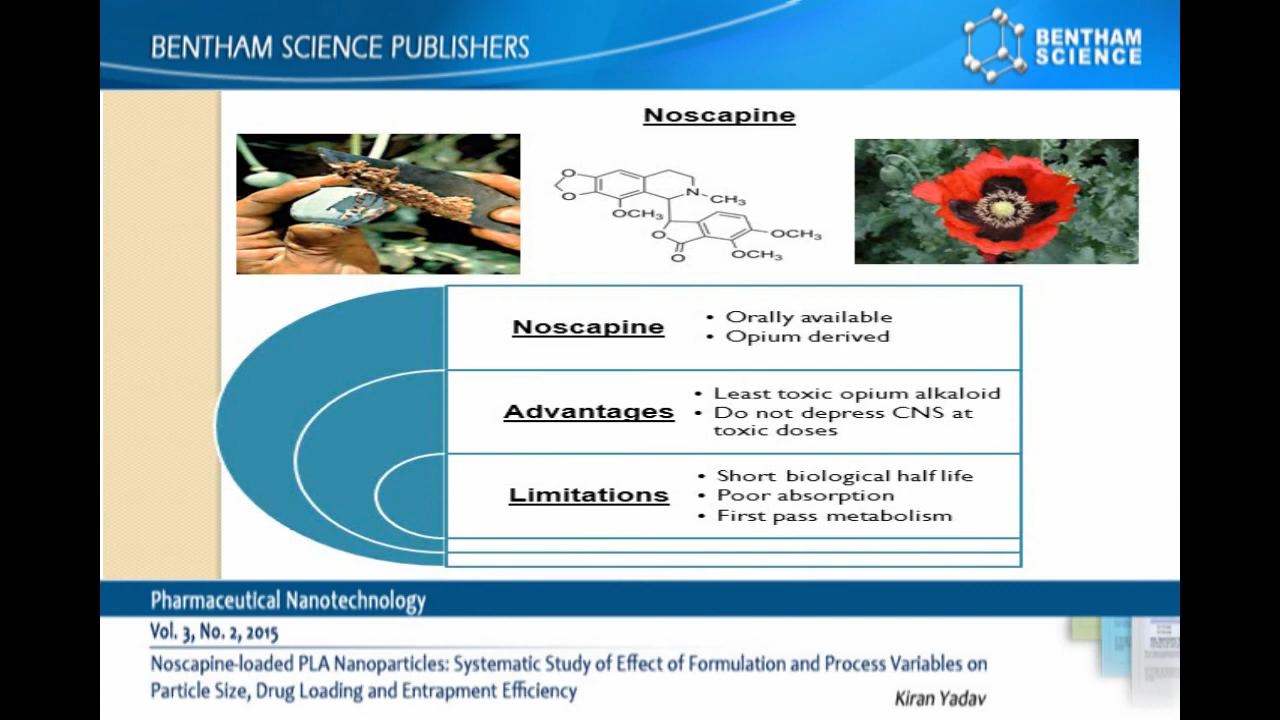 BENTHAM SCIENCE PUBLISHERS
BENTHAM
SCIENCE
Noscapine
O
O
N
CH3
OCH3
O
O
OCH3
OCH3
Noscapine
• Orally available
• Opium derived
Advantages
• Least toxic opium alkaloid
• Do not depress CNS at
toxic doses
Limitations
• Short biological half life
• Poor absorption
• First pass metabolism
Pharmaceutical Nanotechnology
Vol. 3, No. 2, 2015
Noscapine-loaded PLA Nanoparticles: Systematic Study of Effect of Formulation and Process Variables on
Particle Size, Drug Loading and Entrapment Efficiency
Kiran Yadav